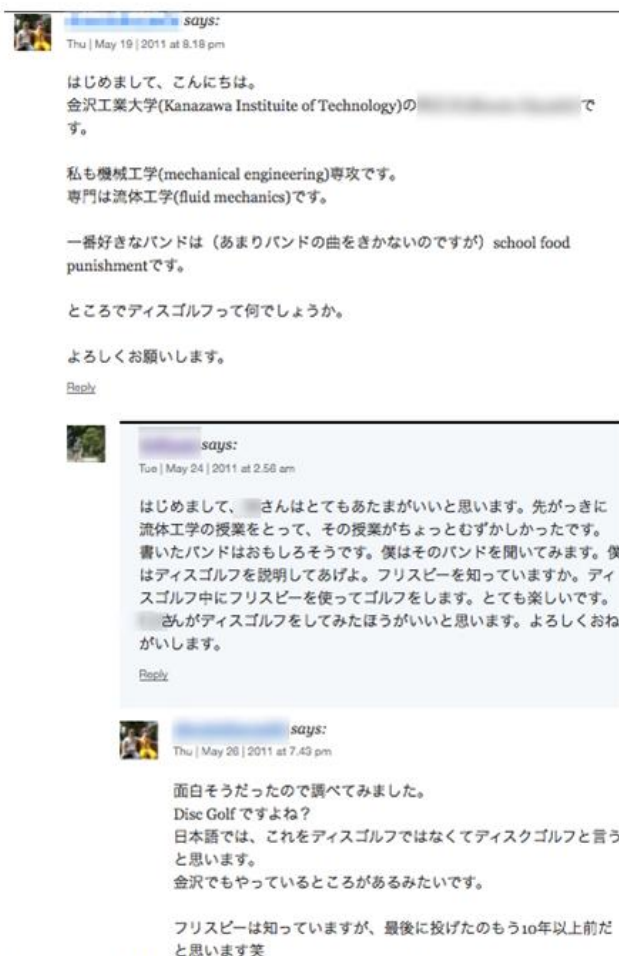 says:
Thu | May 19 | 2011 at 8.18 pm
はじめまして、こんにちは。
金沢工業大学(Kanazawa Instituite of Technology)の で
す。
私も機械工学(mechanical engineering)専攻です。
専門は流体工学(fluid mechanics)です。
一番好きなバンドは（あまりバンドの曲をきかないのですが）school food
punishmentです。
ところでディスゴルフって何でしょうか。
よろしくお願いします。
Reply
says:
Tue | May 24 | 2011 at 2.56 am
はじめまして、 さんはとてもあたまがいいと思います。先がっきに
流体工学の授業をとって、その授業がちょっとむずかしかったです。
書いたバンドはおもしろそうです。僕はそのバンドを聞いてみます。僕
はディスゴルフを説明してあげよ。フリスビーを知っていますか。ディ
スゴルフ中にフリスビーを使ってゴルフをします。とても楽しいです。
さんがディスゴルフをしてみたほうがいいと思います。よろしくおね
がいします。
Reply
says:
Thu | May 26 | 2011 at 7.43 pm
面白そうだったので調べてみました。
Disc Golf ですよね？
日本語では、これをディスゴルフではなくてディスクゴルフと言う
と思います。
金沢でもやっているところがあるみたいです。
フリスビーは知っていますが、最後に投げたのもう10年以上前だ
と思います笑